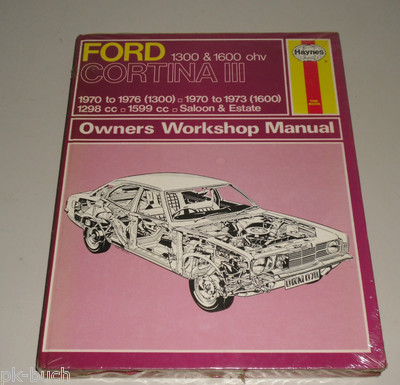 FORD 1300 & 1600 ohv
CORTINA III
Haynes
1970 to 1976 (1300) □ 1970 to 1973 (1600)
1298 cc □ 1599 cc □ Saloon & Estate
Owners Workshop Manual
pk-buch